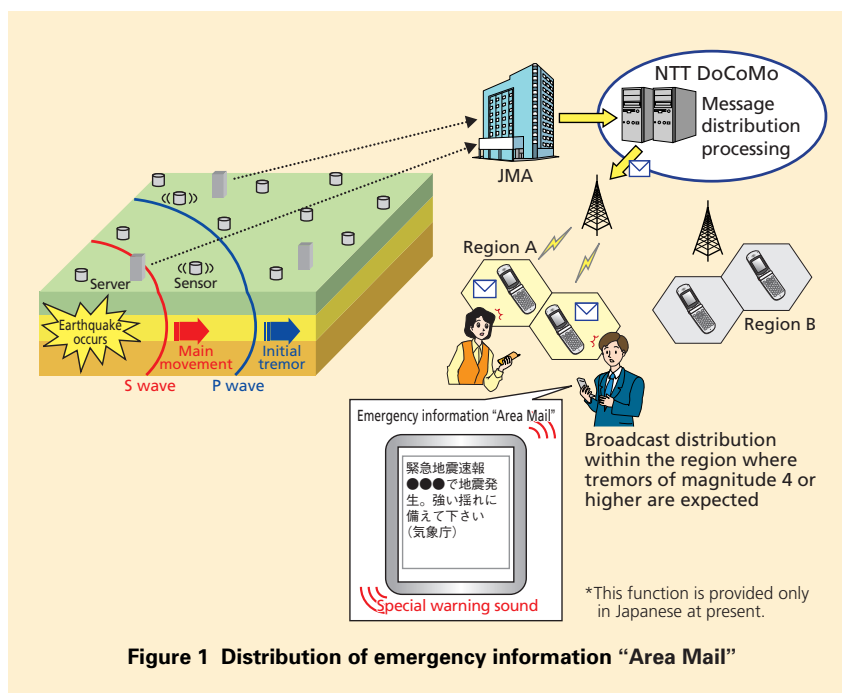 NTT DoCoMo
Message
distribution
processing
JMA
Region A
Region B
Server
Sensor
Earthquake
occurs
Main
movement
Initial
tremor
S wave
P wave
Emergency information “Area Mail”
緊急地震速報
●●●で地震発
生。強い揺れに
備えて下さい
（気象庁）
Special warning sound
Broadcast distribution
within the region where
tremors of magnitude 4 or
higher are expected
*This function is provided only
in Japanese at present.
Figure 1 Distribution of emergency information “Area Mail”